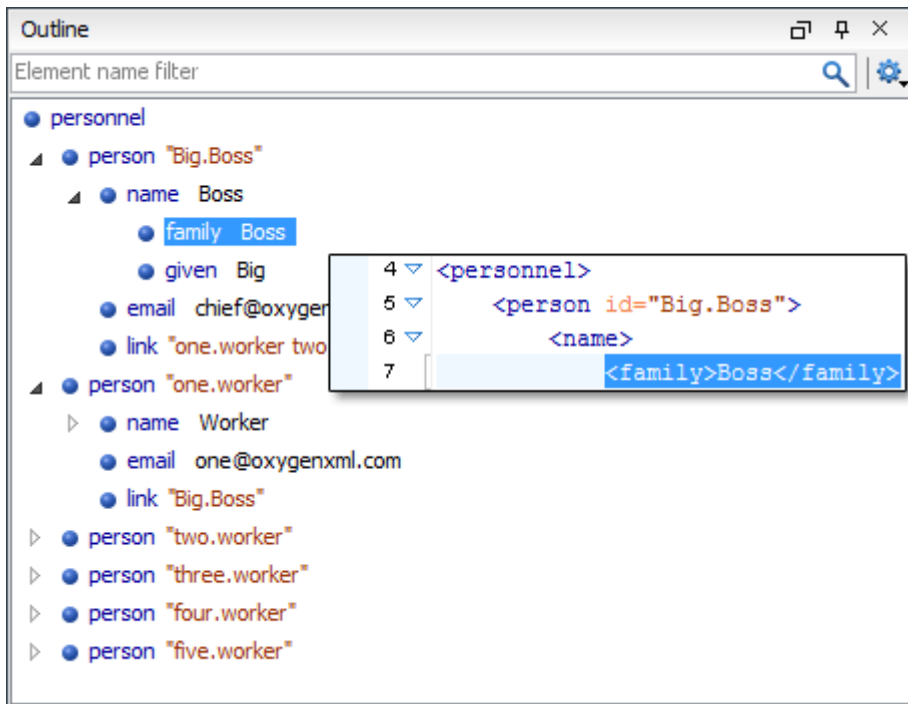 Outline
Element name filter
personnel
person "Big.Boss"
name Boss
family Boss
given Big
email chief@oxygen
link "one.worker two
person "one.worker"
name Worker
email one@oxygenxml.com
link "Big.Boss"
person "two.worker"
person "three.worker"
person "four.worker"
person "five.worker"
4 <personnel>
5 <person id="Big.Boss">
6 <name>
7 <family>Boss</family>